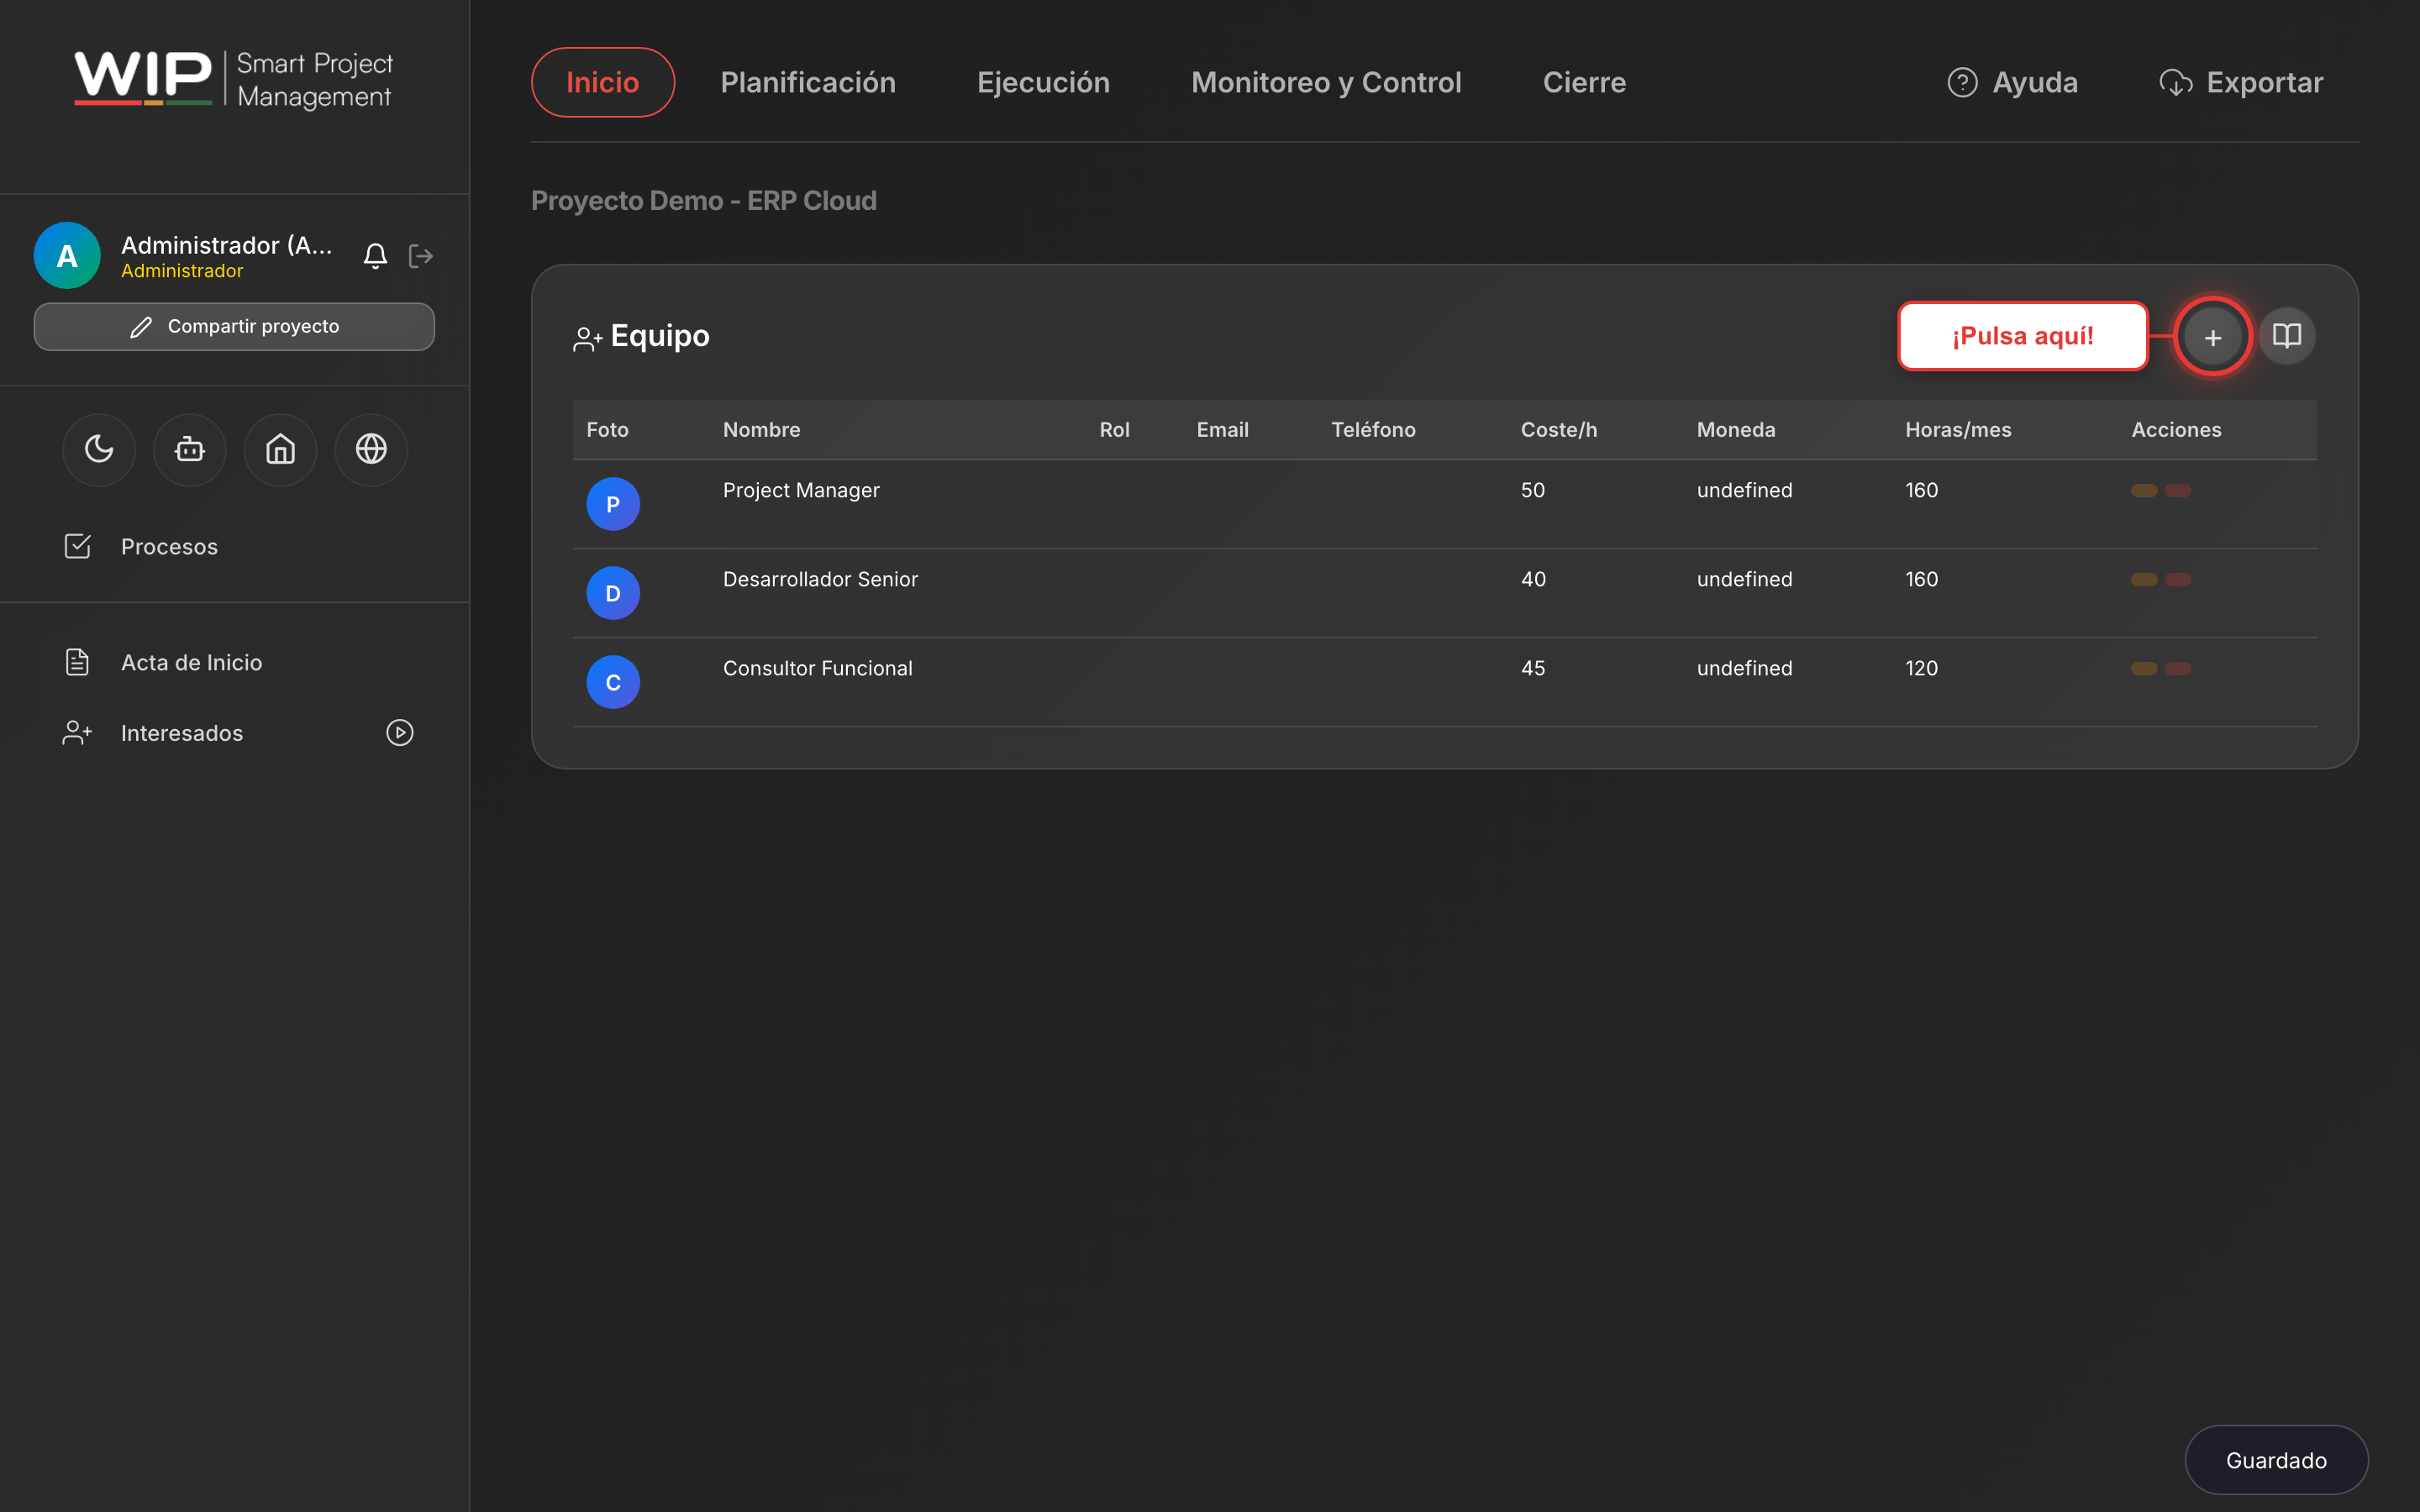 WIP
Smart Project
Management
Inicio
Planificación
Ejecución
Monitoreo y Control
Cierre
Ayuda
Exportar
Proyecto Demo - ERP Cloud
A
Administrador (A...
Administrador
Compartir proyecto
Procesos
Acta de Inicio
Interesados
Equipo
¡Pulsa aquí!
+
Foto Nombre Rol Email Teléfono Coste/h Moneda Horas/mes Acciones
P Project Manager 50 undefined 160
D Desarrollador Senior 40 undefined 160
C Consultor Funcional 45 undefined 120
Guardado